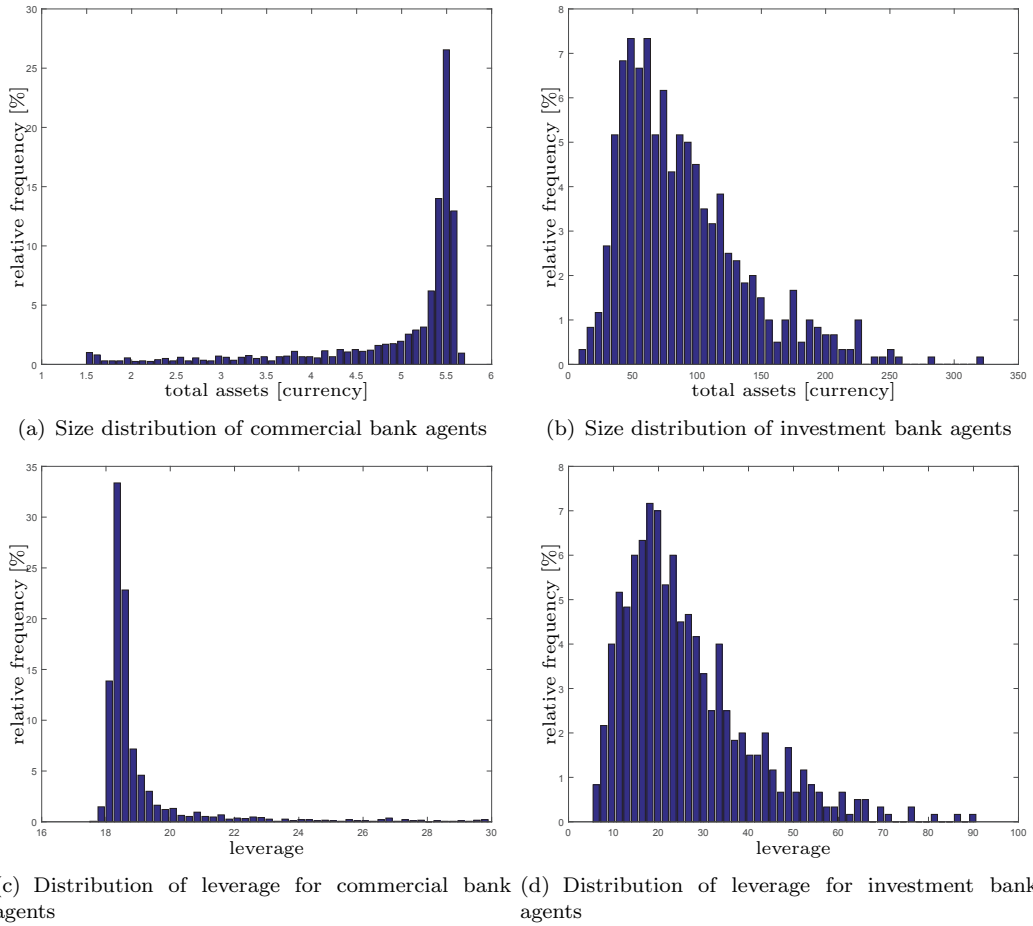 30
25
20
15
10
5
0
relative frequency [%]
1 1.5 2 2.5 3 3.5 4 4.5 5 5.5 6
total assets [currency]
(a) Size distribution of commercial bank agents
8
7
6
5
4
3
2
1
0
relative frequency [%]
0 50 100 150 200 250 300 350
total assets [currency]
(b) Size distribution of investment bank agents
35
30
25
20
15
10
5
0
relative frequency [%]
16 18 20 22 24 26 28 30
leverage
(c) Distribution of leverage for commercial bank
agents
8
7
6
5
4
3
2
1
0
relative frequency [%]
0 10 20 30 40 50 60 70 80 90 100
leverage
(d) Distribution of leverage for investment bank
agents